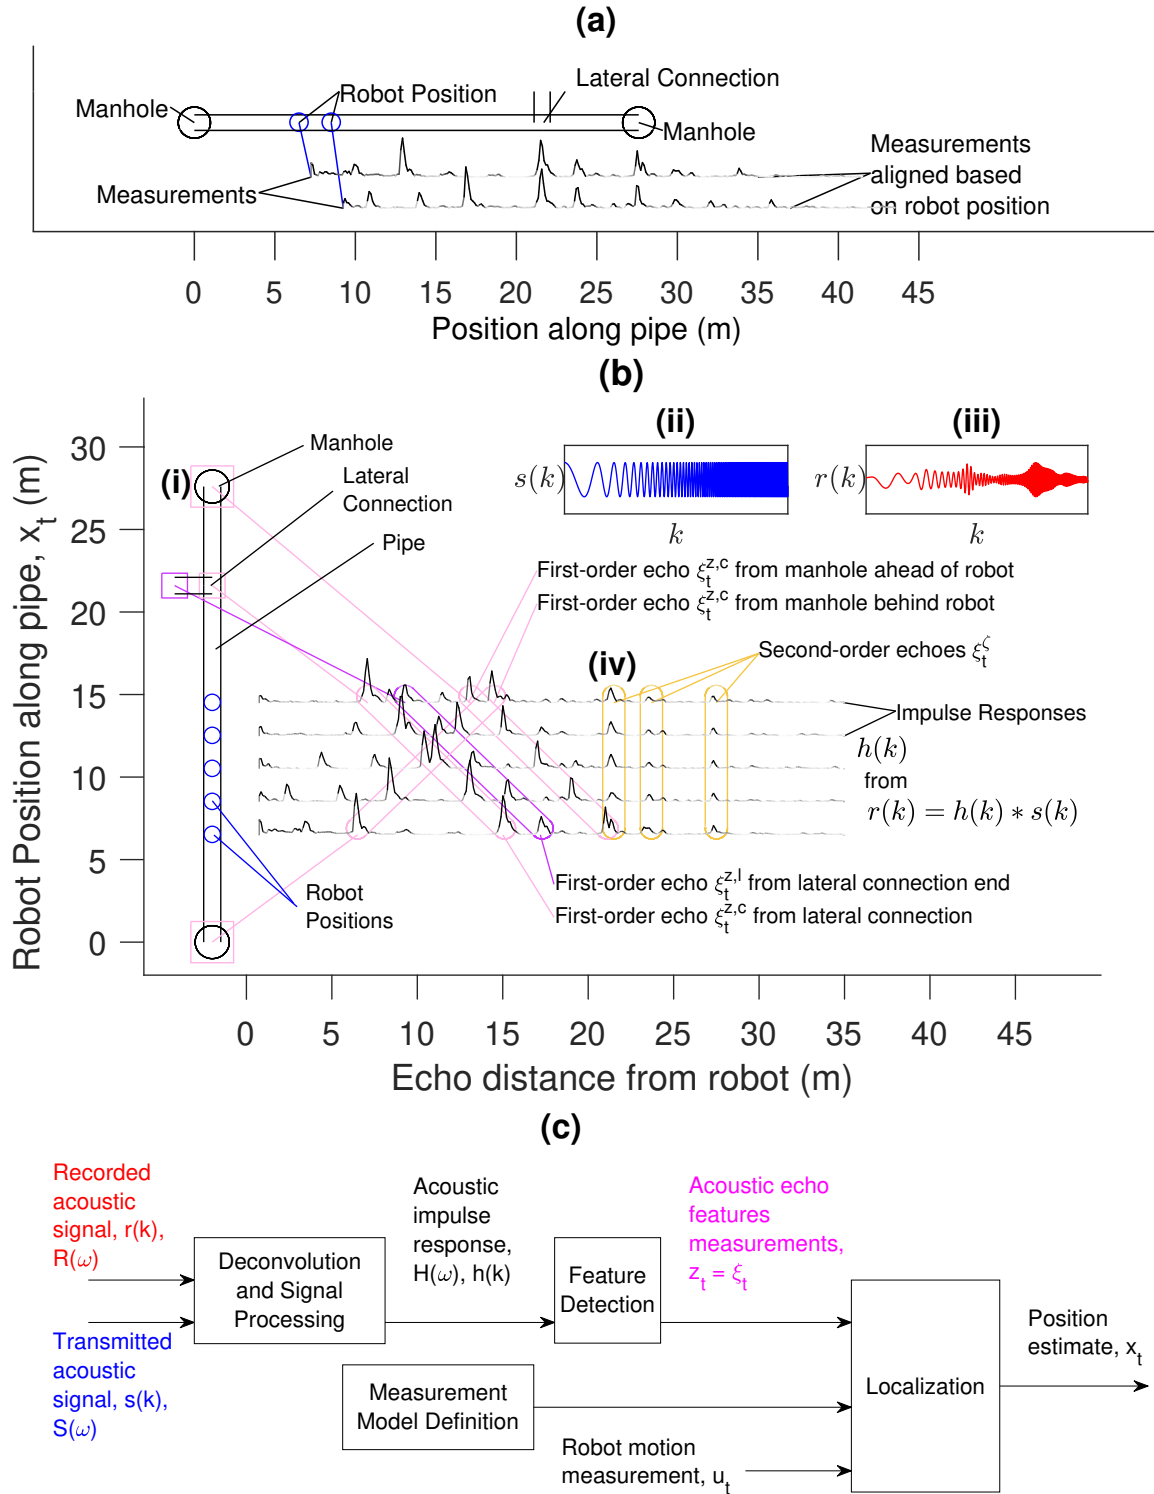 (a)
Lateral Connection
Manhole
Robot Position
Manhole
Measurements
Measurements
aligned based
on robot position
0 5 10 15 20 25 30 35 40 45
Position along pipe (m)
(b)
Robot Position along pipe, x_t (m)
30
25
20
15
10
5
0
(i)
Manhole
Lateral
Connection
Pipe
(ii)
s(k)
k
(iii)
r(k)
k
First-order echo ξ_t^{z,c} from manhole ahead of robot
First-order echo ξ_t^{z,c} from manhole behind robot
(iv)
Second-order echoes ξ_t^ζ
Impulse Responses
h(k)
from
r(k) = h(k) ∗ s(k)
Robot
Positions
First-order echo ξ_t^{z,l} from lateral connection end
First-order echo ξ_t^{z,c} from lateral connection
0 5 10 15 20 25 30 35 40 45
Echo distance from robot (m)
(c)
Recorded
acoustic
signal, r(k),
R(ω)
Transmitted
acoustic
signal, s(k),
S(ω)
Deconvolution
and Signal
Processing
Acoustic
impulse
response,
H(ω), h(k)
Feature
Detection
Acoustic echo
features
measurements,
z_t = ξ_t
Measurement
Model Definition
Robot motion
measurement, u_t
Localization
Position
estimate, x_t